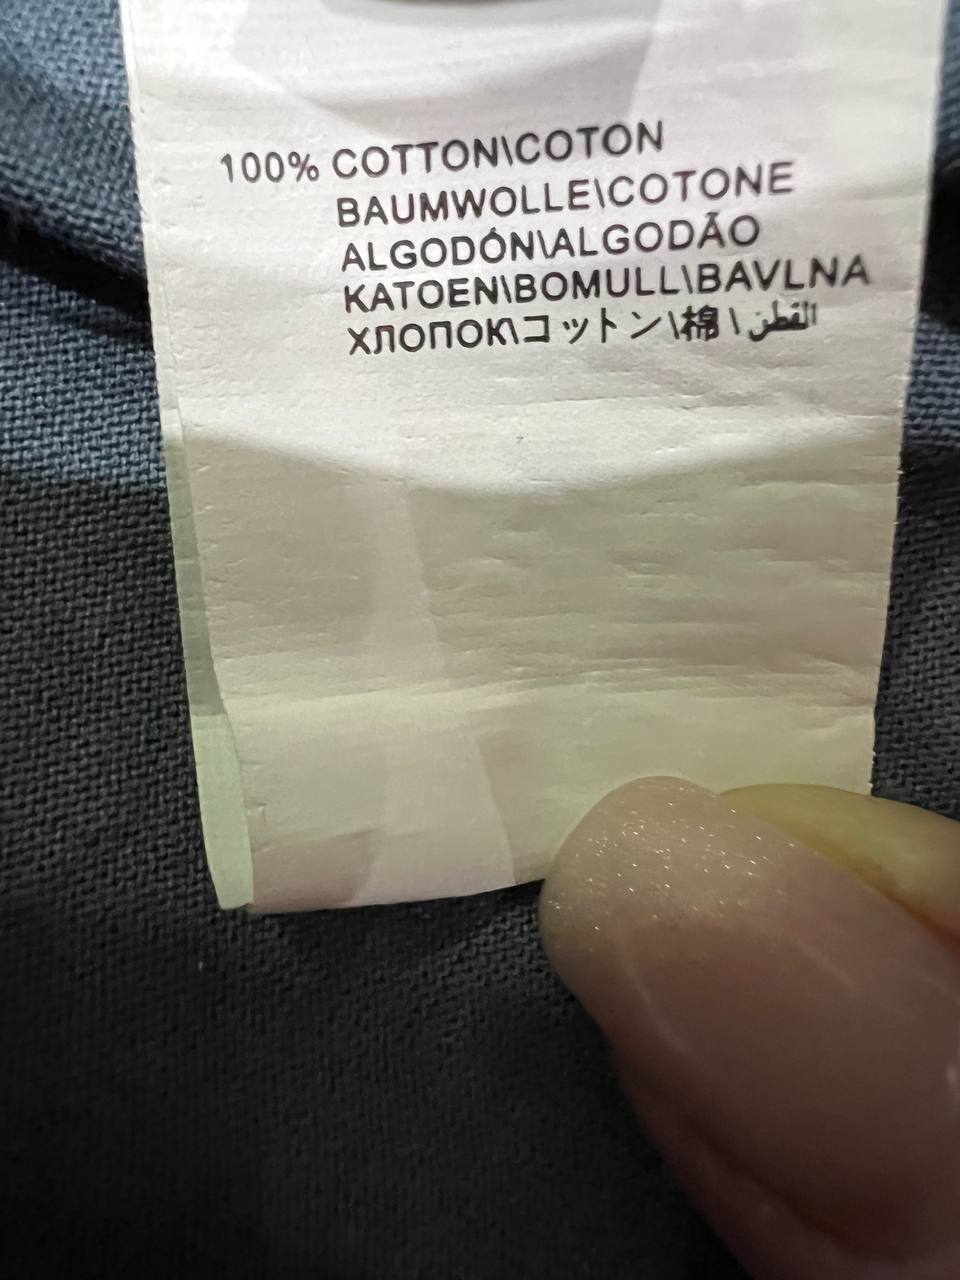 100% COTTON\COTON
BAUMWOLLE\COTONE
ALGODÓN\ALGODÃO
KATOEN\BOMULL\BAVLNA
ХЛОПОК\コットン\棉\القطن